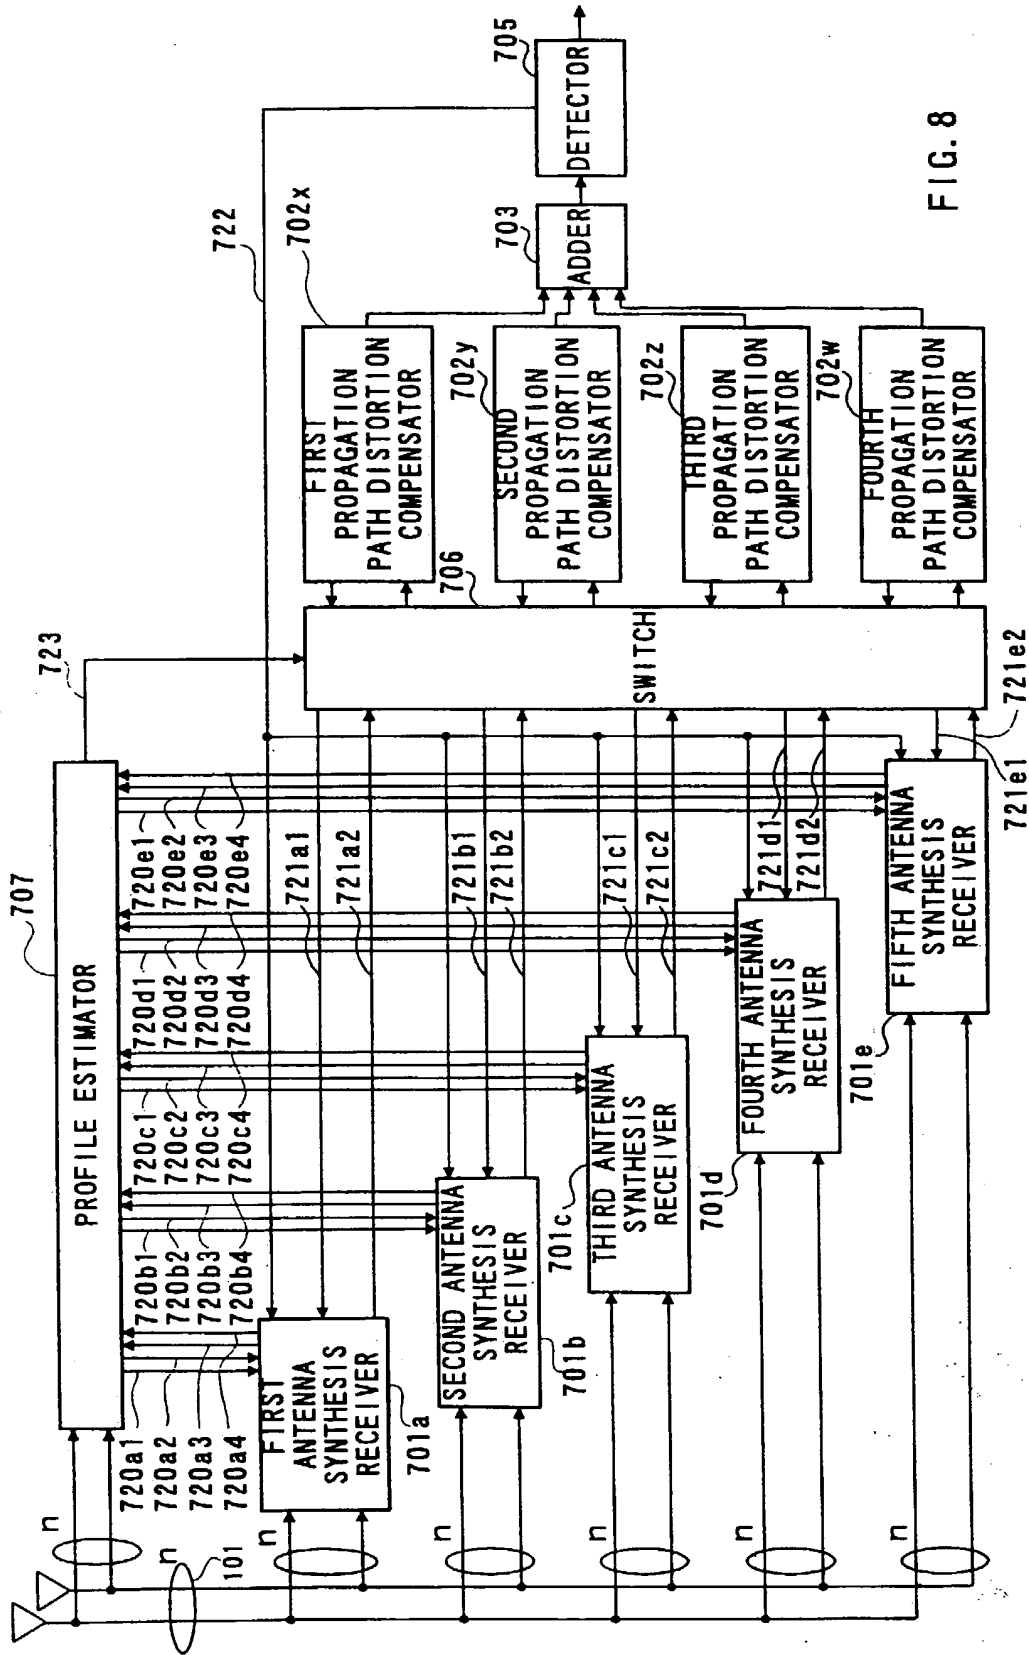 707
PROFILE ESTIMATOR
723
722
n
n
101
720a1
720a2
720a3
720a4
720b1
720b2
720b3
720b4
720c1
720c2
720c3
720c4
720d1
720d2
720d3
720d4
720e1
720e2
720e3
720e4
721a1
721a2
721b1
721b2
721c1
721c2
721d1
721d2
721e1
721e2
n
FIRST
ANTENNA
SYNTHESIS
RECEIVER
701a
n
SECOND ANTENNA
SYNTHESIS
RECEIVER
701b
n
701c
THIRD ANTENNA
SYNTHESIS
RECEIVER
n
701d
FOURTH ANTENNA
SYNTHESIS
RECEIVER
n
701e
FIFTH ANTENNA
SYNTHESIS
RECEIVER
706
SWITCH
702x
FIRST
PROPAGATION
PATH DISTORTION
COMPENSATOR
702y
SECOND
PROPAGATION
PATH DISTORTION
COMPENSATOR
702z
THIRD
PROPAGATION
PATH DISTORTION
COMPENSATOR
702w
FOURTH
PROPAGATION
PATH DISTORTION
COMPENSATOR
703
ADDER
705
DETECTOR
FIG. 8